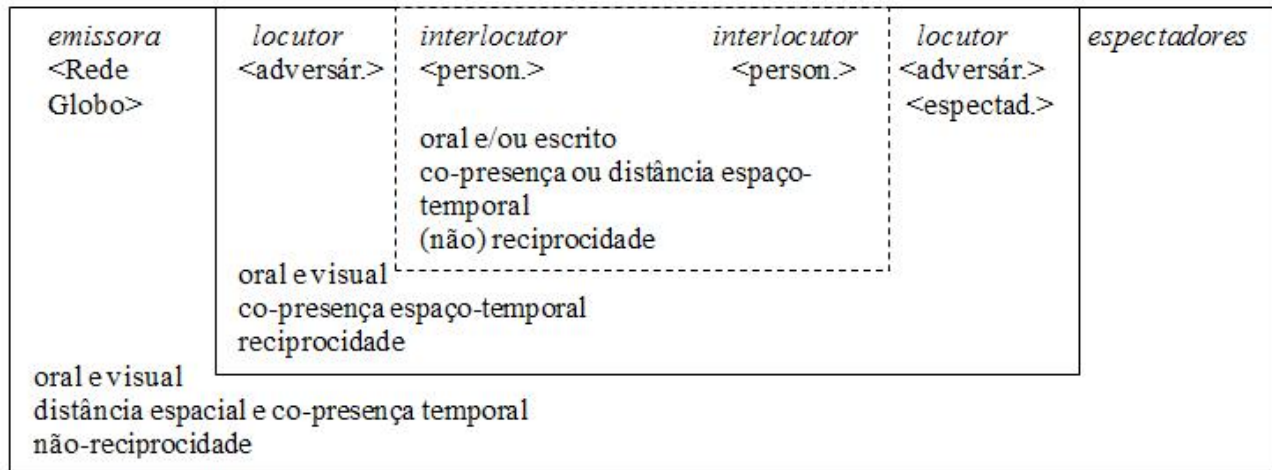 emissora locutor interlocutor interlocutor locutor espectadores
<Rede <adversár.> <person.> <person.> <adversár.>
Globo> <espectad.>
oral e/ou escrito
co-presença ou distância espaço-
temporal
(não) reciprocidade
oral e visual
co-presença espaço-temporal
reciprocidade
oral e visual
distância espacial e co-presença temporal
não-reciprocidade